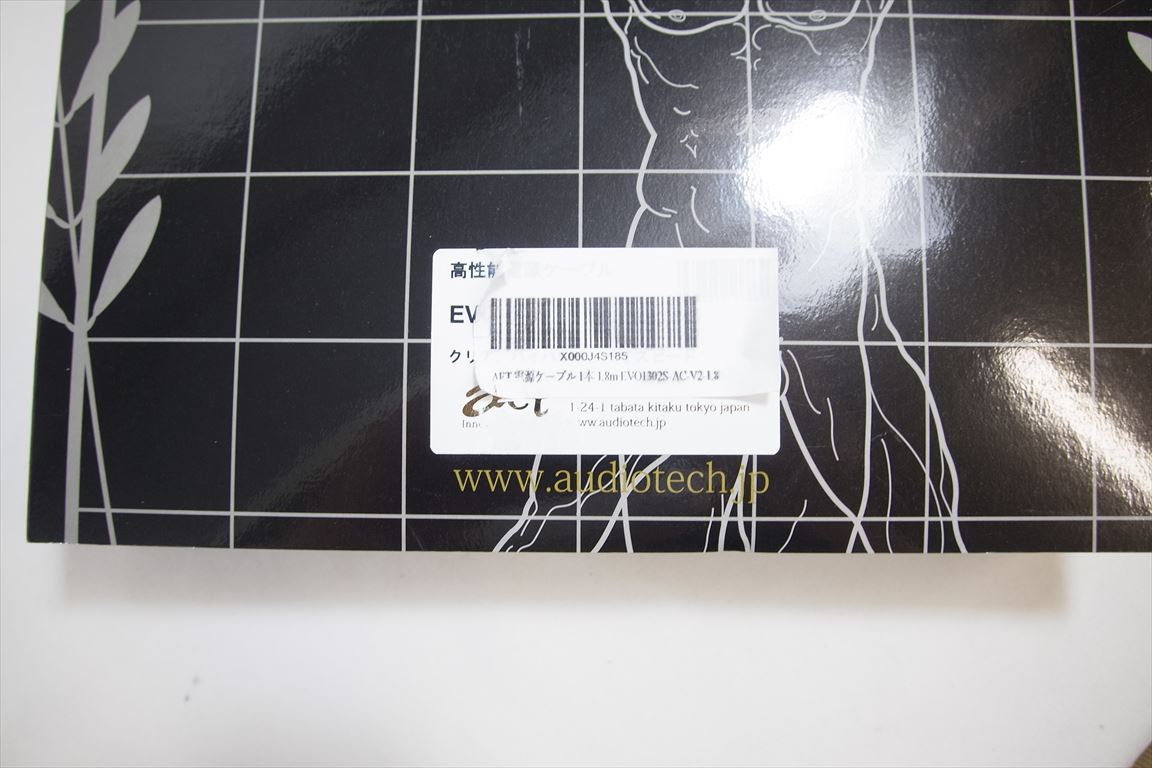 高性能電源ケーブル
EV
クリ
X000J4S185
AET 電源ケーブル 1本 1.8m EVO1302S-AC-V2-1.8
aet
1-24-1 tabata kitaku tokyo japan
ww.audiotech.jp
www.audiotech.jp